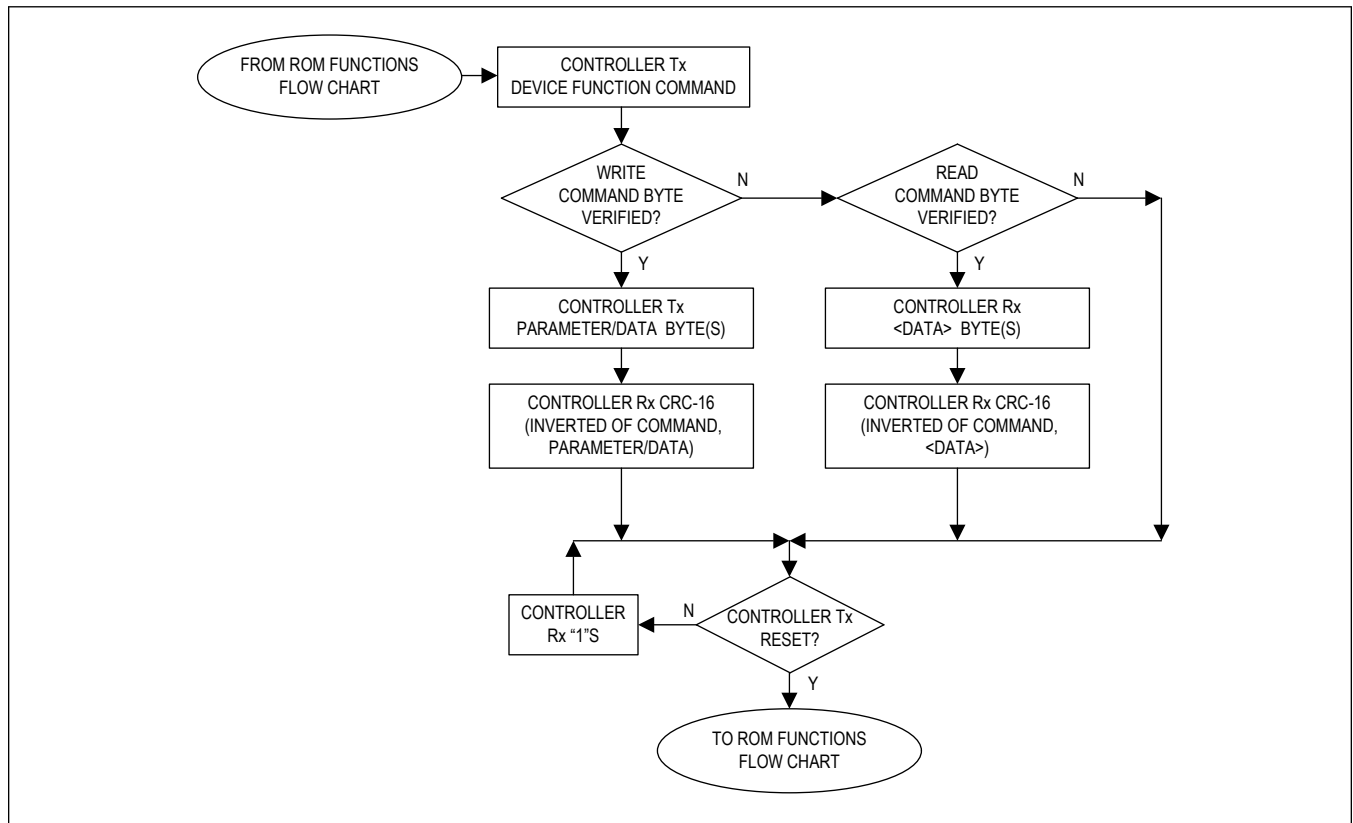 FROM ROM FUNCTIONS
FLOW CHART
CONTROLLER Tx
DEVICE FUNCTION COMMAND
WRITE
COMMAND BYTE
VERIFIED?
N
READ
COMMAND BYTE
VERIFIED?
N
Y
Y
CONTROLLER Tx
PARAMETER/DATA BYTE(S)
CONTROLLER Rx
<DATA> BYTE(S)
CONTROLLER Rx CRC-16
(INVERTED OF COMMAND,
PARAMETER/DATA)
CONTROLLER Rx CRC-16
(INVERTED OF COMMAND,
<DATA>)
CONTROLLER
Rx “1”S
N
CONTROLLER Tx
RESET?
Y
TO ROM FUNCTIONS
FLOW CHART